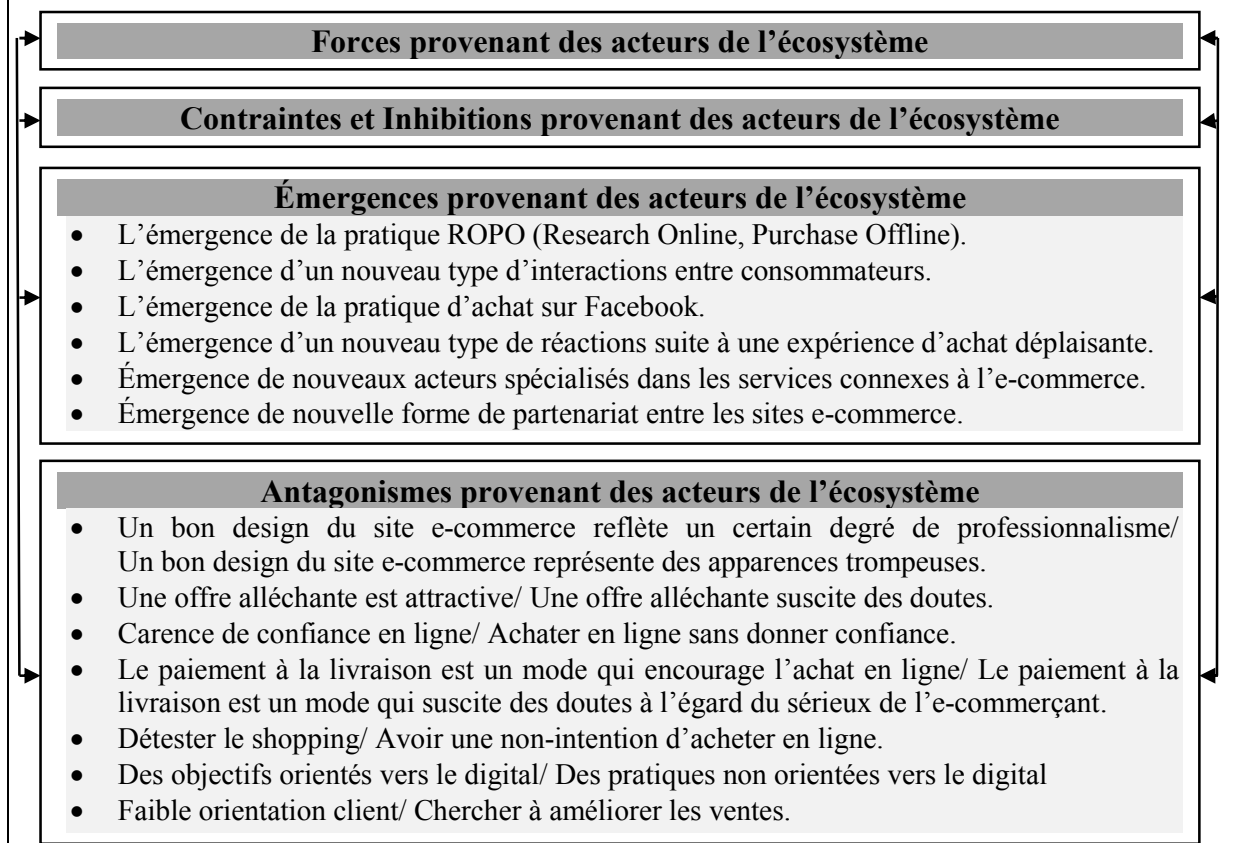 Forces provenant des acteurs de l’écosystème
Contraintes et Inhibitions provenant des acteurs de l’écosystème
Émergences provenant des acteurs de l’écosystème
• L’émergence de la pratique ROPO (Research Online, Purchase Offline).
• L’émergence d’un nouveau type d’interactions entre consommateurs.
• L’émergence de la pratique d’achat sur Facebook.
• L’émergence d’un nouveau type de réactions suite à une expérience d’achat déplaisante.
• Émergence de nouveaux acteurs spécialisés dans les services connexes à l’e-commerce.
• Émergence de nouvelle forme de partenariat entre les sites e-commerce.
Antagonismes provenant des acteurs de l’écosystème
• Un bon design du site e-commerce reflète un certain degré de professionnalisme/
Un bon design du site e-commerce représente des apparences trompeuses.
• Une offre alléchante est attractive/ Une offre alléchante suscite des doutes.
• Carence de confiance en ligne/ Achater en ligne sans donner confiance.
• Le paiement à la livraison est un mode qui encourage l’achat en ligne/ Le paiement à la
livraison est un mode qui suscite des doutes à l’égard du sérieux de l’e-commerçant.
• Détester le shopping/ Avoir une non-intention d’acheter en ligne.
• Des objectifs orientés vers le digital/ Des pratiques non orientées vers le digital
• Faible orientation client/ Chercher à améliorer les ventes.